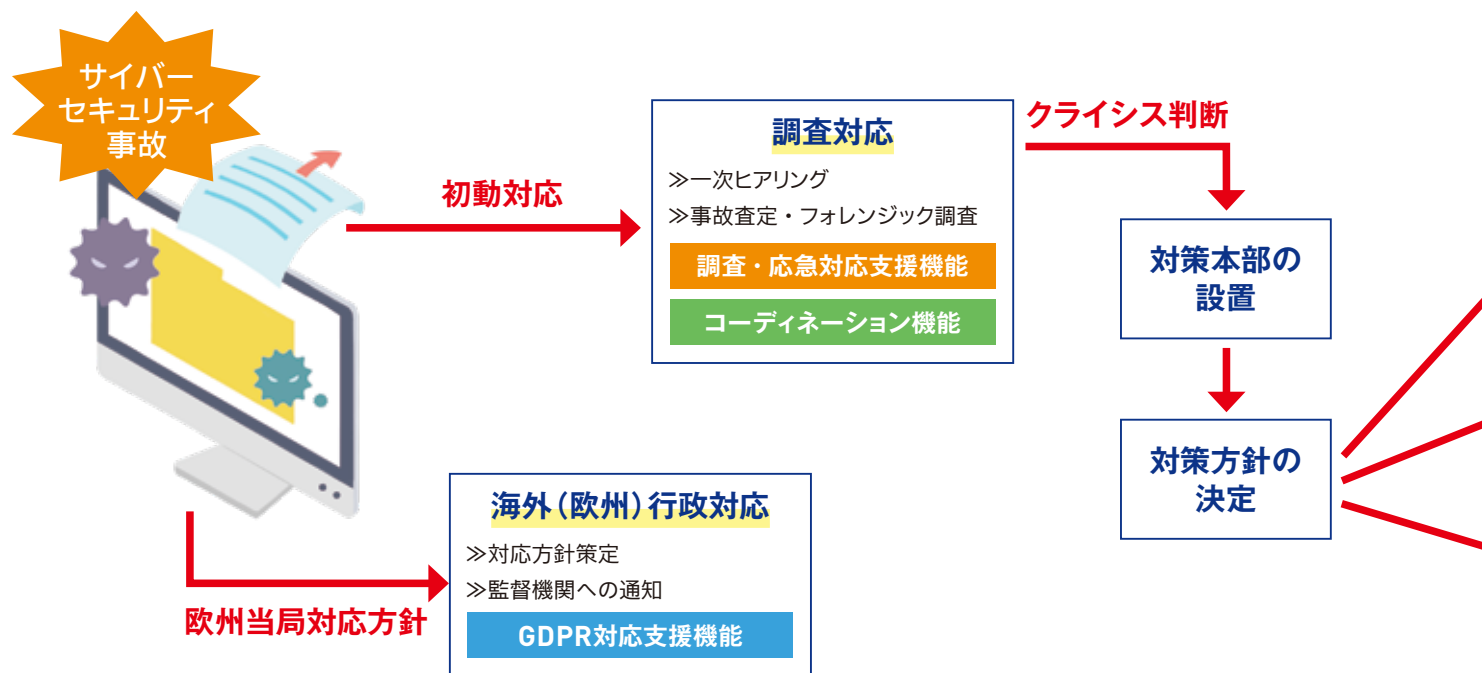 サイバー
セキュリティ
事故
初動対応
調査対応
≫一次ヒアリング
≫事故査定・フォレンジック調査
調査・応急対応支援機能
コーディネーション機能
クライシス判断
対策本部の
設置
対策方針の
決定
海外（欧州）行政対応
≫対応方針策定
≫監督機関への通知
GDPR対応支援機能
欧州当局対応方針